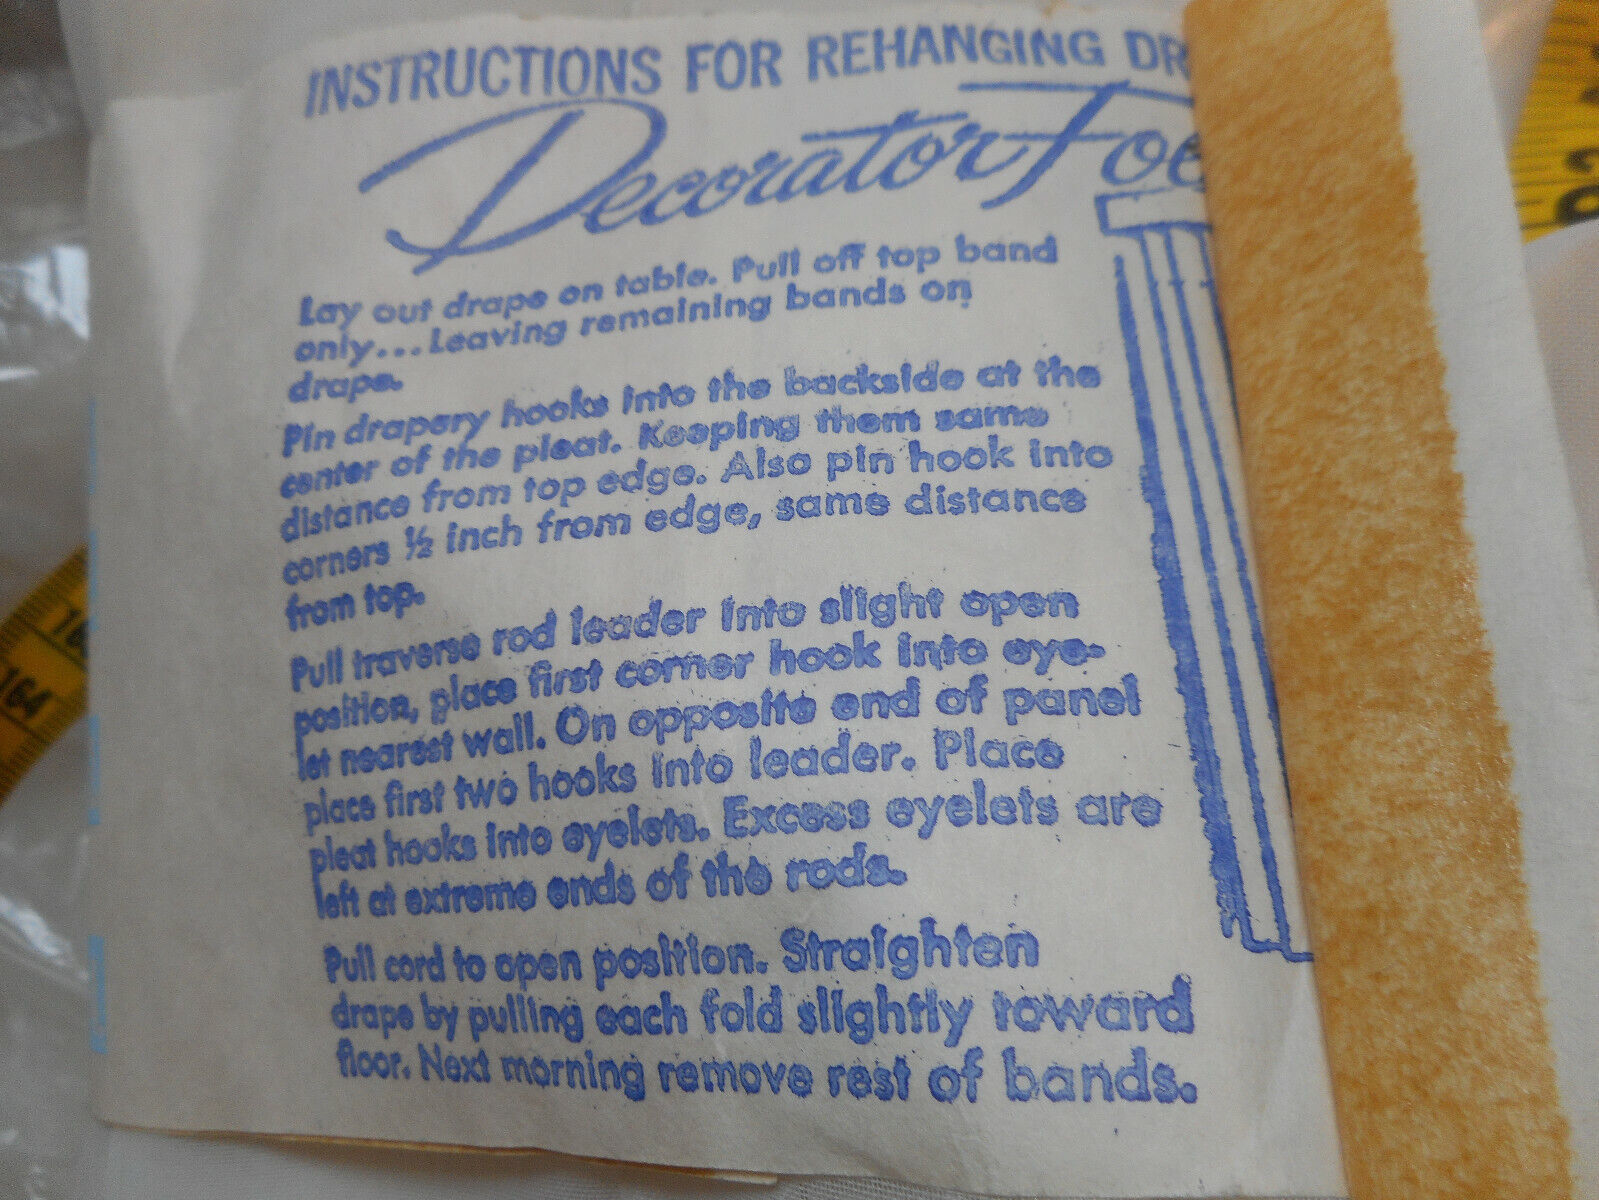 INSTRUCTIONS FOR REHANGING DR
Decorator Fo
Lay out drape on table. Pull off top band
only... Leaving remaining bands on
drape.
Pin drapery hooks into the backside at the
center of the pleat. Keeping them same
distance from top edge. Also pin hook into
corners ½ inch from edge, same distance
from top.
Pull traverse rod leader into slight open
position, place first corner hook into eye-
let nearest wall. On opposite end of panel
place first two hooks into leader. Place
pleat hooks into eyelets. Excess eyelets are
left at extreme ends of the rods.
Pull cord to open position. Straighten
drape by pulling each fold slightly toward
floor. Next morning remove rest of bands.
164